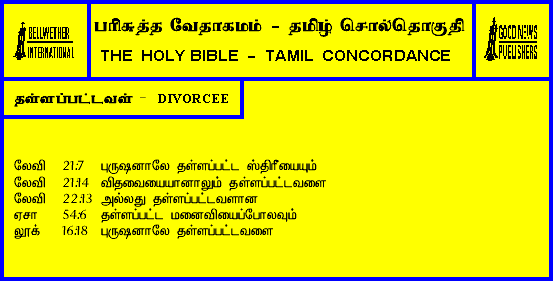 BELLWETHER
INTERNATIONAL
பரிசுத்த வேதாகமம் - தமிழ் சொல்தொகுதி
THE HOLY BIBLE - TAMIL CONCORDANCE
GOOD NEWS
PUBLISHERS
தள்ளப்பட்டவள் - DIVORCEE
லேவி 21:7 புருஷனாலே தள்ளப்பட்ட ஸ்திரீயையும்
லேவி 21:14 விதவையையானாலும் தள்ளப்பட்டவளை
லேவி 22:13 அல்லது தள்ளப்பட்டவளான
ஏசா 54:6 தள்ளப்பட்ட மனைவியைப்போலவும்
லூக் 16:18 புருஷனாலே தள்ளப்பட்டவளை